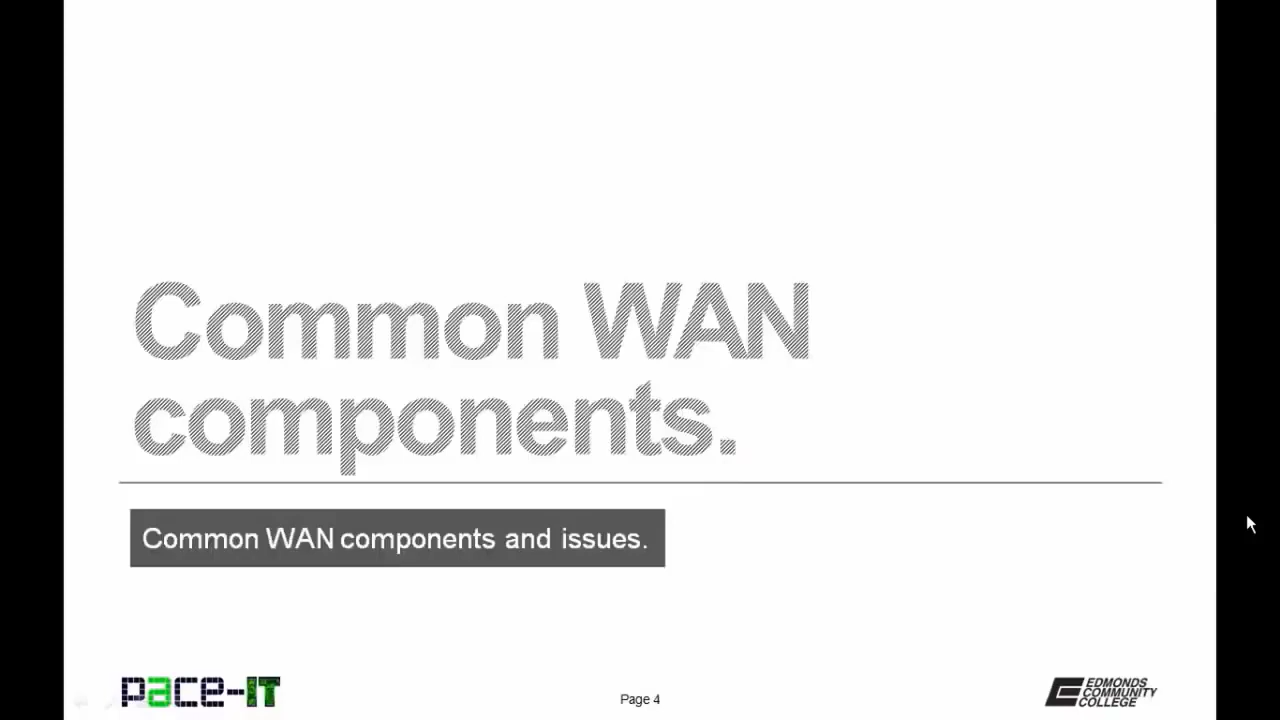 Common WAN
components.
Common WAN components and issues.
pace-IT
Page 4
EDMONDS
COMMUNITY
COLLEGE